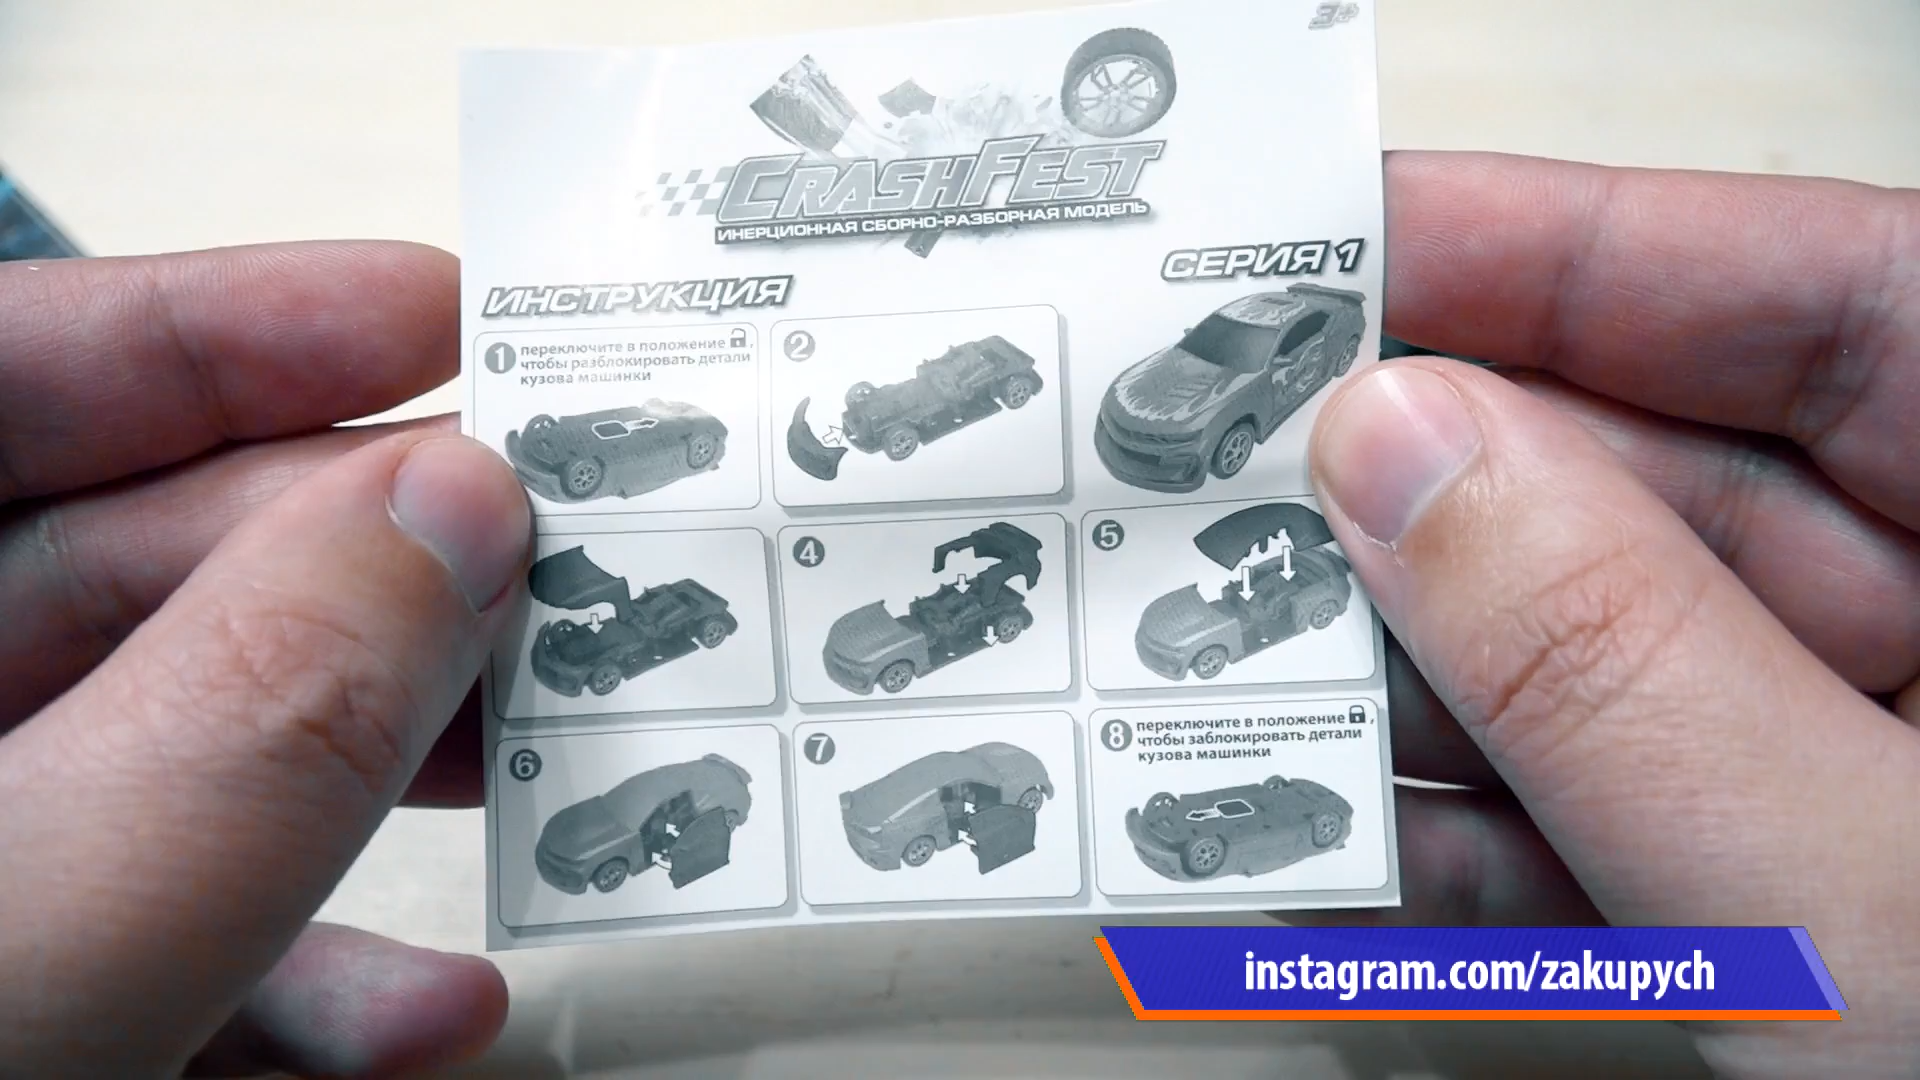 3+
CRASHFEST
ИНЕРЦИОННАЯ СБОРНО-РАЗБОРНАЯ МОДЕЛЬ
СЕРИЯ 1
ИНСТРУКЦИЯ
1 переключите в положение ,
чтобы разблокировать детали
кузова машинки
2
4
5
6
7
8 переключите в положение ,
чтобы заблокировать детали
кузова машинки
instagram.com/zakupych